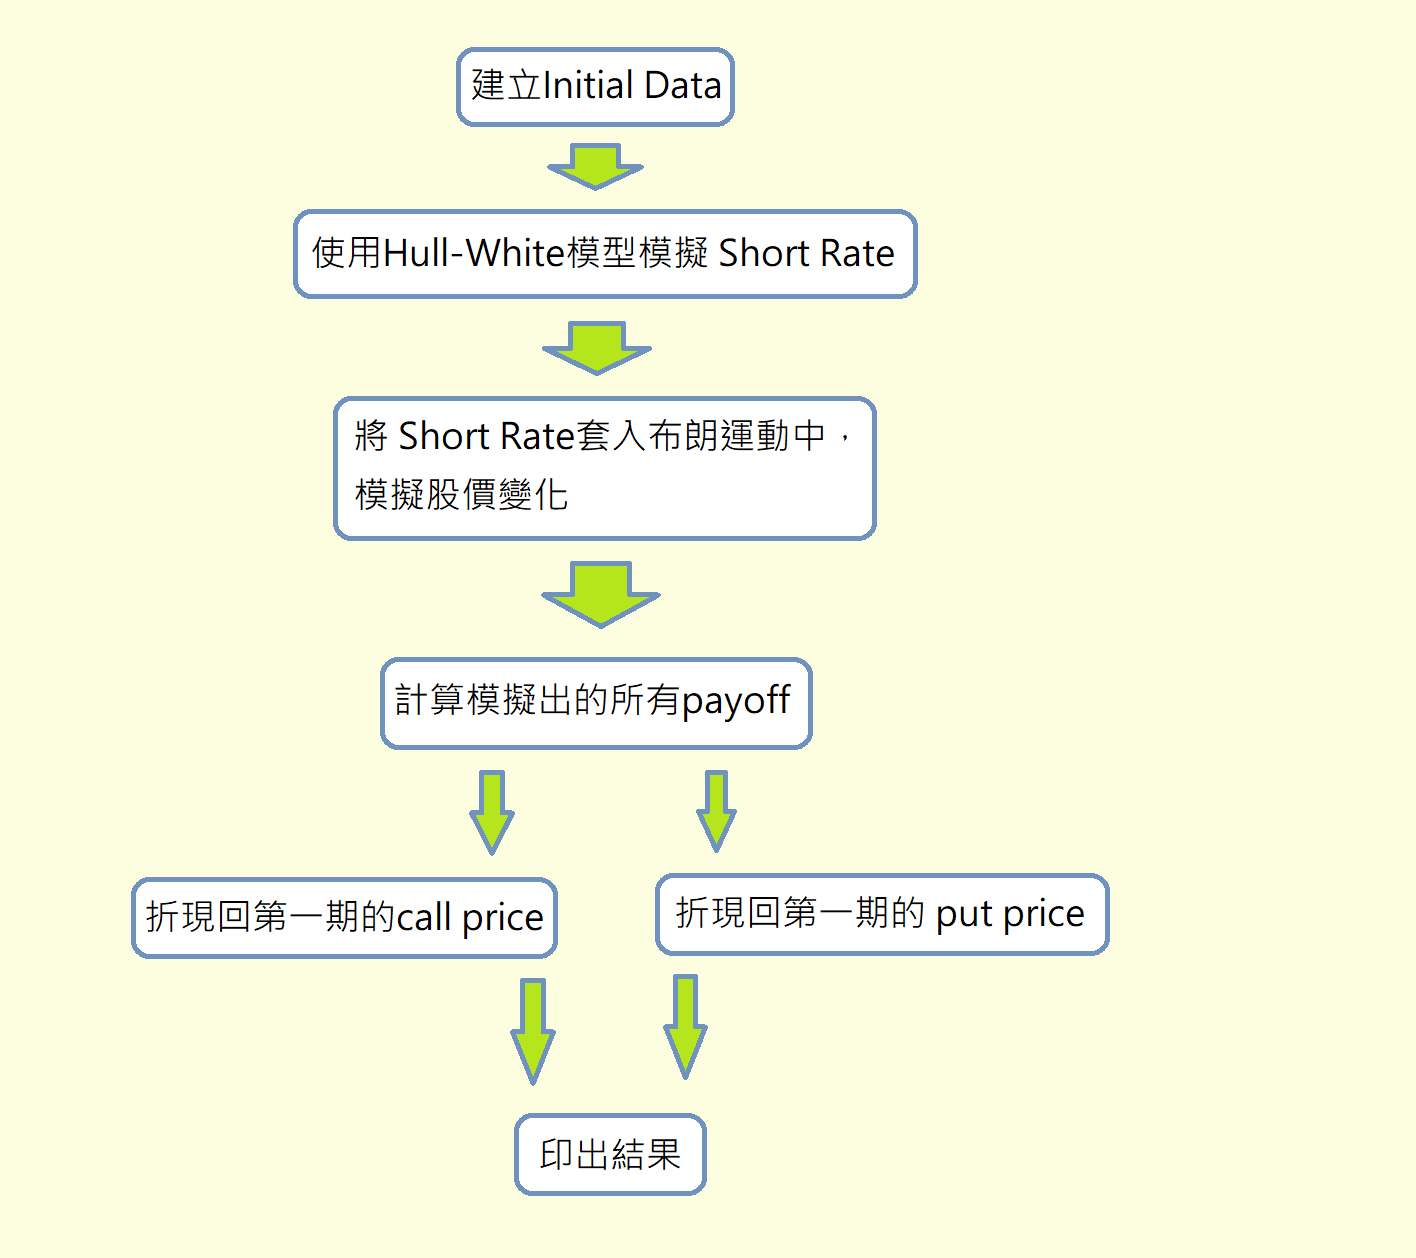 建立Initial Data
使用Hull-White模型模擬 Short Rate
將 Short Rate套入布朗運動中，
模擬股價變化
計算模擬出的所有payoff
折現回第一期的call price
折現回第一期的 put price
印出結果